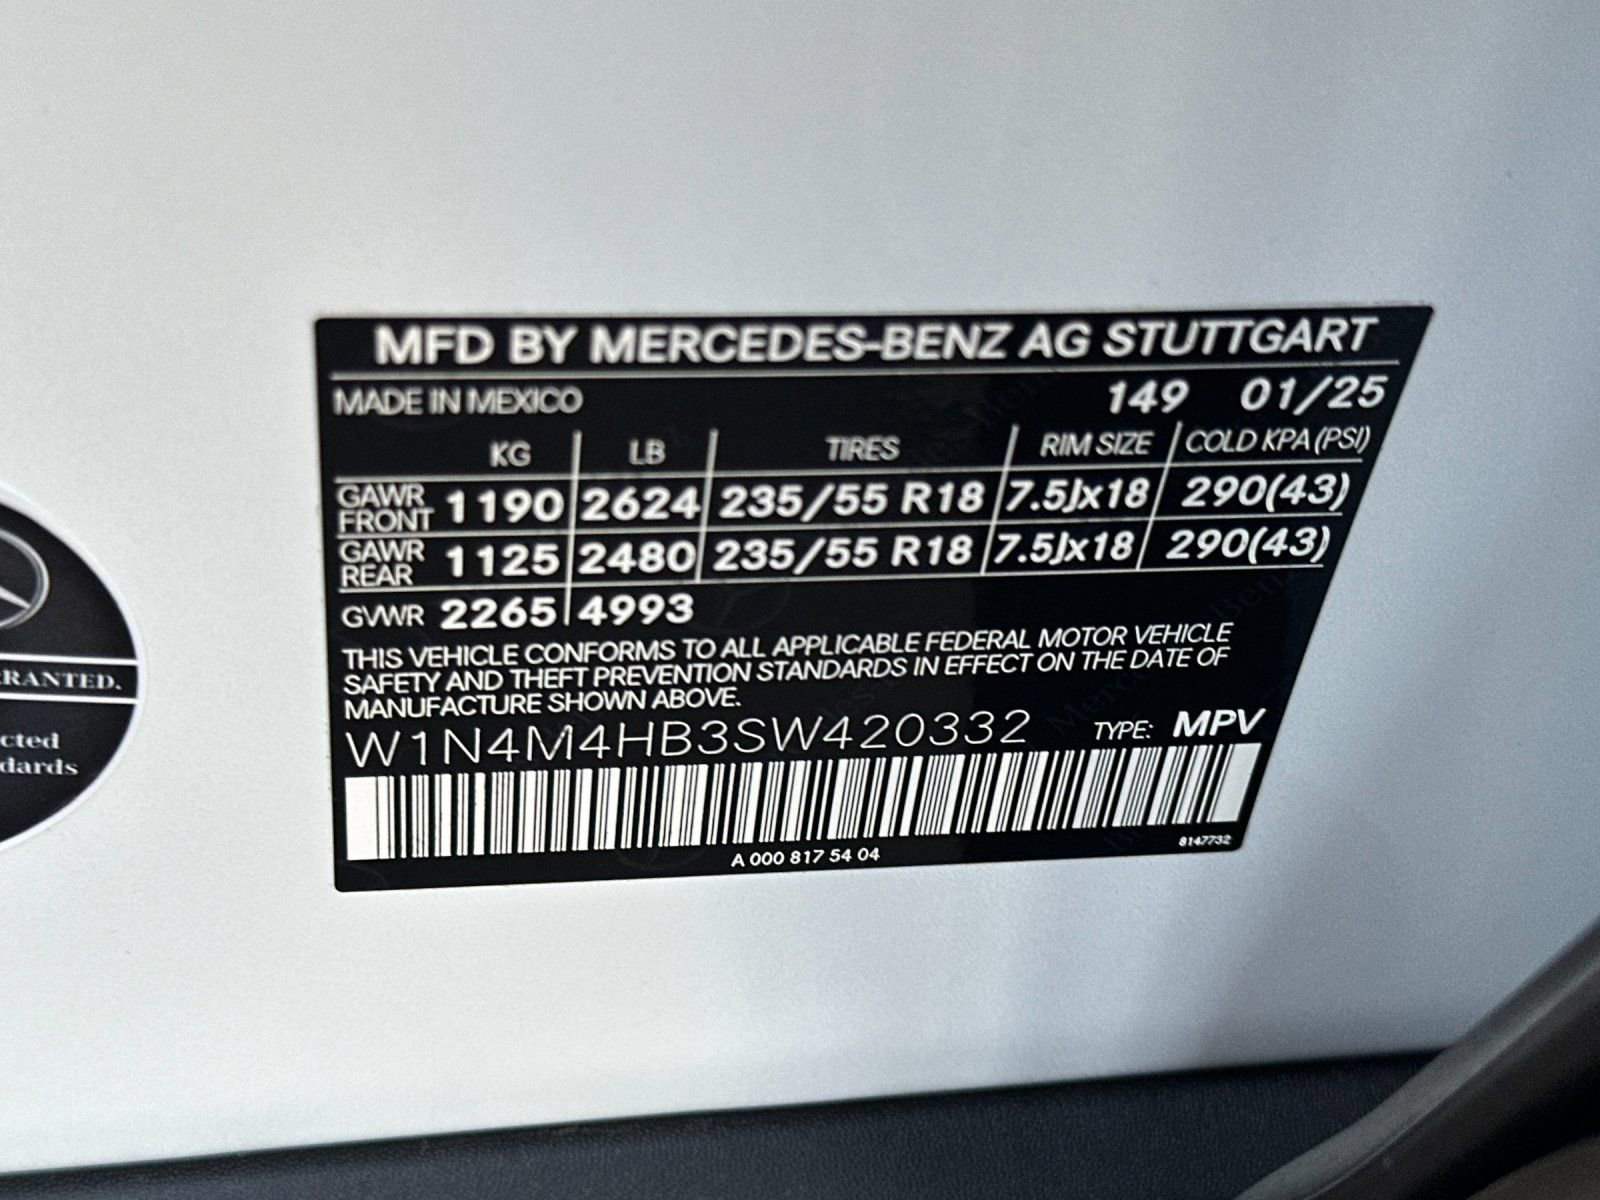 MFD BY MERCEDES-BENZ AG STUTTGART
MADE IN MEXICO 149 01/25
KG LB TIRES RIM SIZE COLD KPA (PSI)
GAWR FRONT 1190 2624 235/55 R18 7.5Jx18 290(43)
GAWR REAR 1125 2480 235/55 R18 7.5Jx18 290(43)
GVWR 2265 4993
THIS VEHICLE CONFORMS TO ALL APPLICABLE FEDERAL MOTOR VEHICLE
SAFETY AND THEFT PREVENTION STANDARDS IN EFFECT ON THE DATE OF
MANUFACTURE SHOWN ABOVE.
W1N4M4HB3SW420332 TYPE: MPV
A 000 817 54 04 8147732
RRANTED.
cted
dards